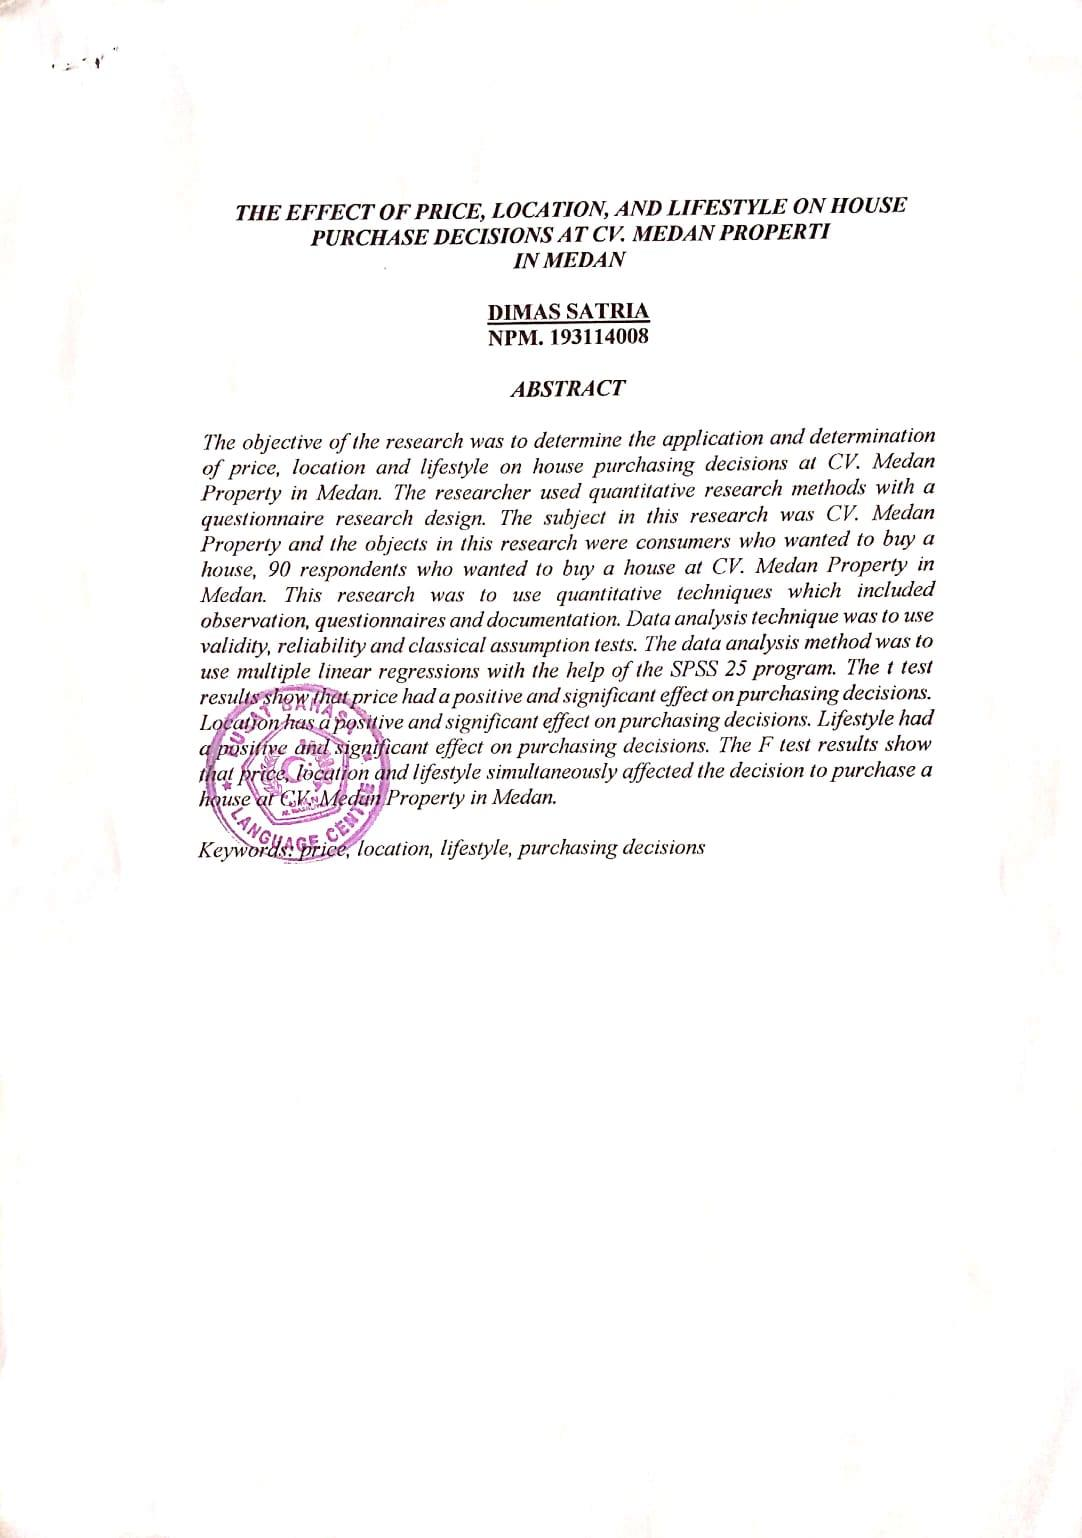 THE EFFECT OF PRICE, LOCATION, AND LIFESTYLE ON HOUSE
PURCHASE DECISIONS AT CV. MEDAN PROPERTI
IN MEDAN
DIMAS SATRIA
NPM. 193114008
ABSTRACT
The objective of the research was to determine the application and determination
of price, location and lifestyle on house purchasing decisions at CV. Medan
Property in Medan. The researcher used quantitative research methods with a
questionnaire research design. The subject in this research was CV. Medan
Property and the objects in this research were consumers who wanted to buy a
house, 90 respondents who wanted to buy a house at CV. Medan Property in
Medan. This research was to use quantitative techniques which included
observation, questionnaires and documentation. Data analysis technique was to use
validity, reliability and classical assumption tests. The data analysis method was to
use multiple linear regressions with the help of the SPSS 25 program. The t test
results show that price had a positive and significant effect on purchasing decisions.
Location has a positive and significant effect on purchasing decisions. Lifestyle had
a positive and significant effect on purchasing decisions. The F test results show
that price, location and lifestyle simultaneously affected the decision to purchase a
house at CV. Medan Property in Medan.
Keywords: price, location, lifestyle, purchasing decisions
PUSAT BAHASA
LANGUAGE CENTRE